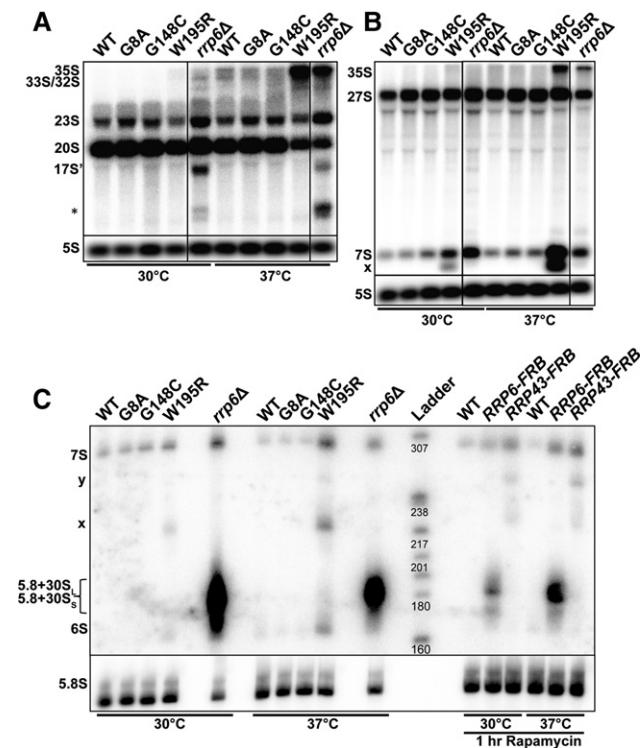 A
WT
G8A
G148C
W195R
rrp6Δ
WT
G8A
G148C
W195R
rrp6Δ
35S
33S/32S
23S
20S
17S'
*
5S
30°C
37°C
B
WT
G8A
G148C
W195R
rrp6Δ
WT
G8A
G148C
W195R
rrp6Δ
35S
27S
7S
x
5S
30°C
37°C
C
WT
G8A
G148C
W195R
rrp6Δ
WT
G8A
G148C
W195R
rrp6Δ
Ladder
WT
RRP6-FRB
RRP43-FRB
WT
RRP6-FRB
RRP43-FRB
7S
y
x
5.8+30S L
5.8+30S S
6S
307
238
217
201
180
160
5.8S
30°C
37°C
30°C
37°C
1 hr Rapamycin